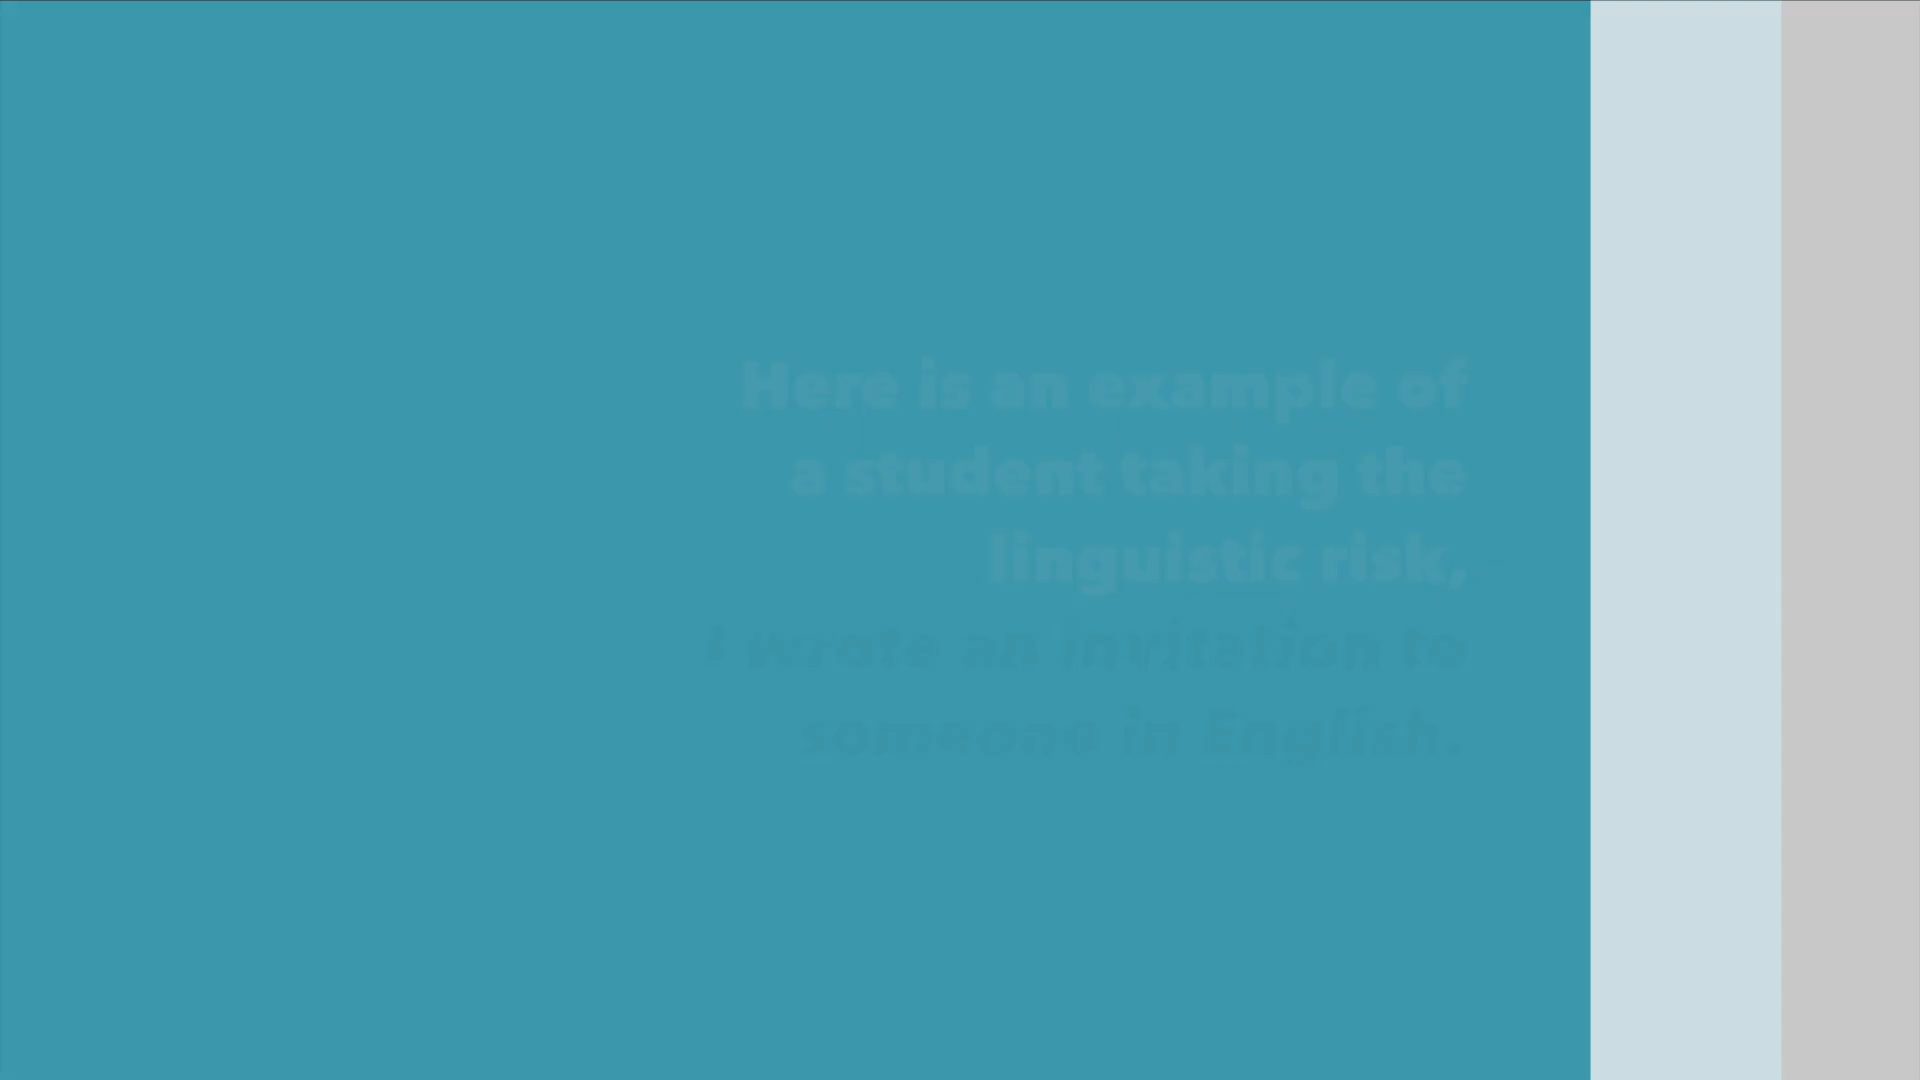 Here is an example of
a student taking the
linguistic risk,
I wrote an invitation to
someone in English.